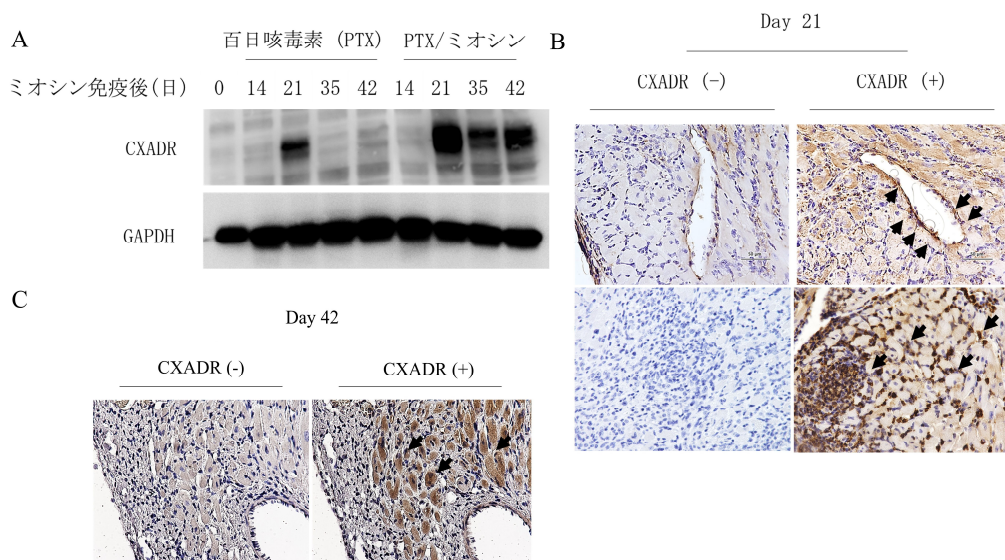 A
百日咳毒素 (PTX) PTX/ミオシン
ミオシン免疫後(日) 0 14 21 35 42 14 21 35 42
CXADR
GAPDH
B
Day 21
CXADR (-) CXADR (+)
C
Day 42
CXADR (-) CXADR (+)